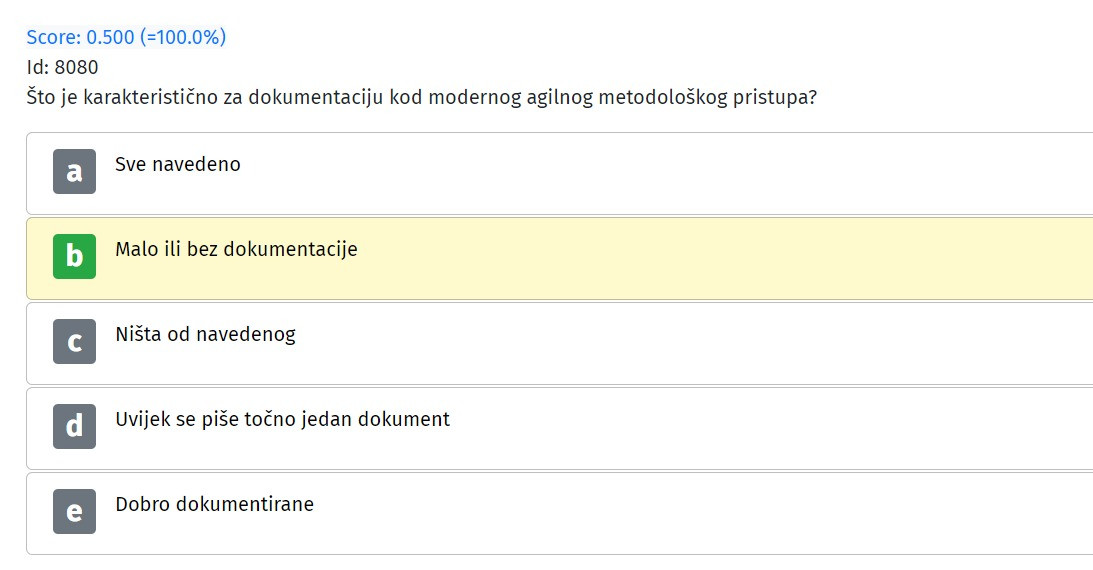 Score: 0.500 (=100.0%)
Id: 8080
Što je karakteristično za dokumentaciju kod modernog agilnog metodološkog pristupa?
a Sve navedeno
b Malo ili bez dokumentacije
c Ništa od navedenog
d Uvijek se piše točno jedan dokument
e Dobro dokumentirane